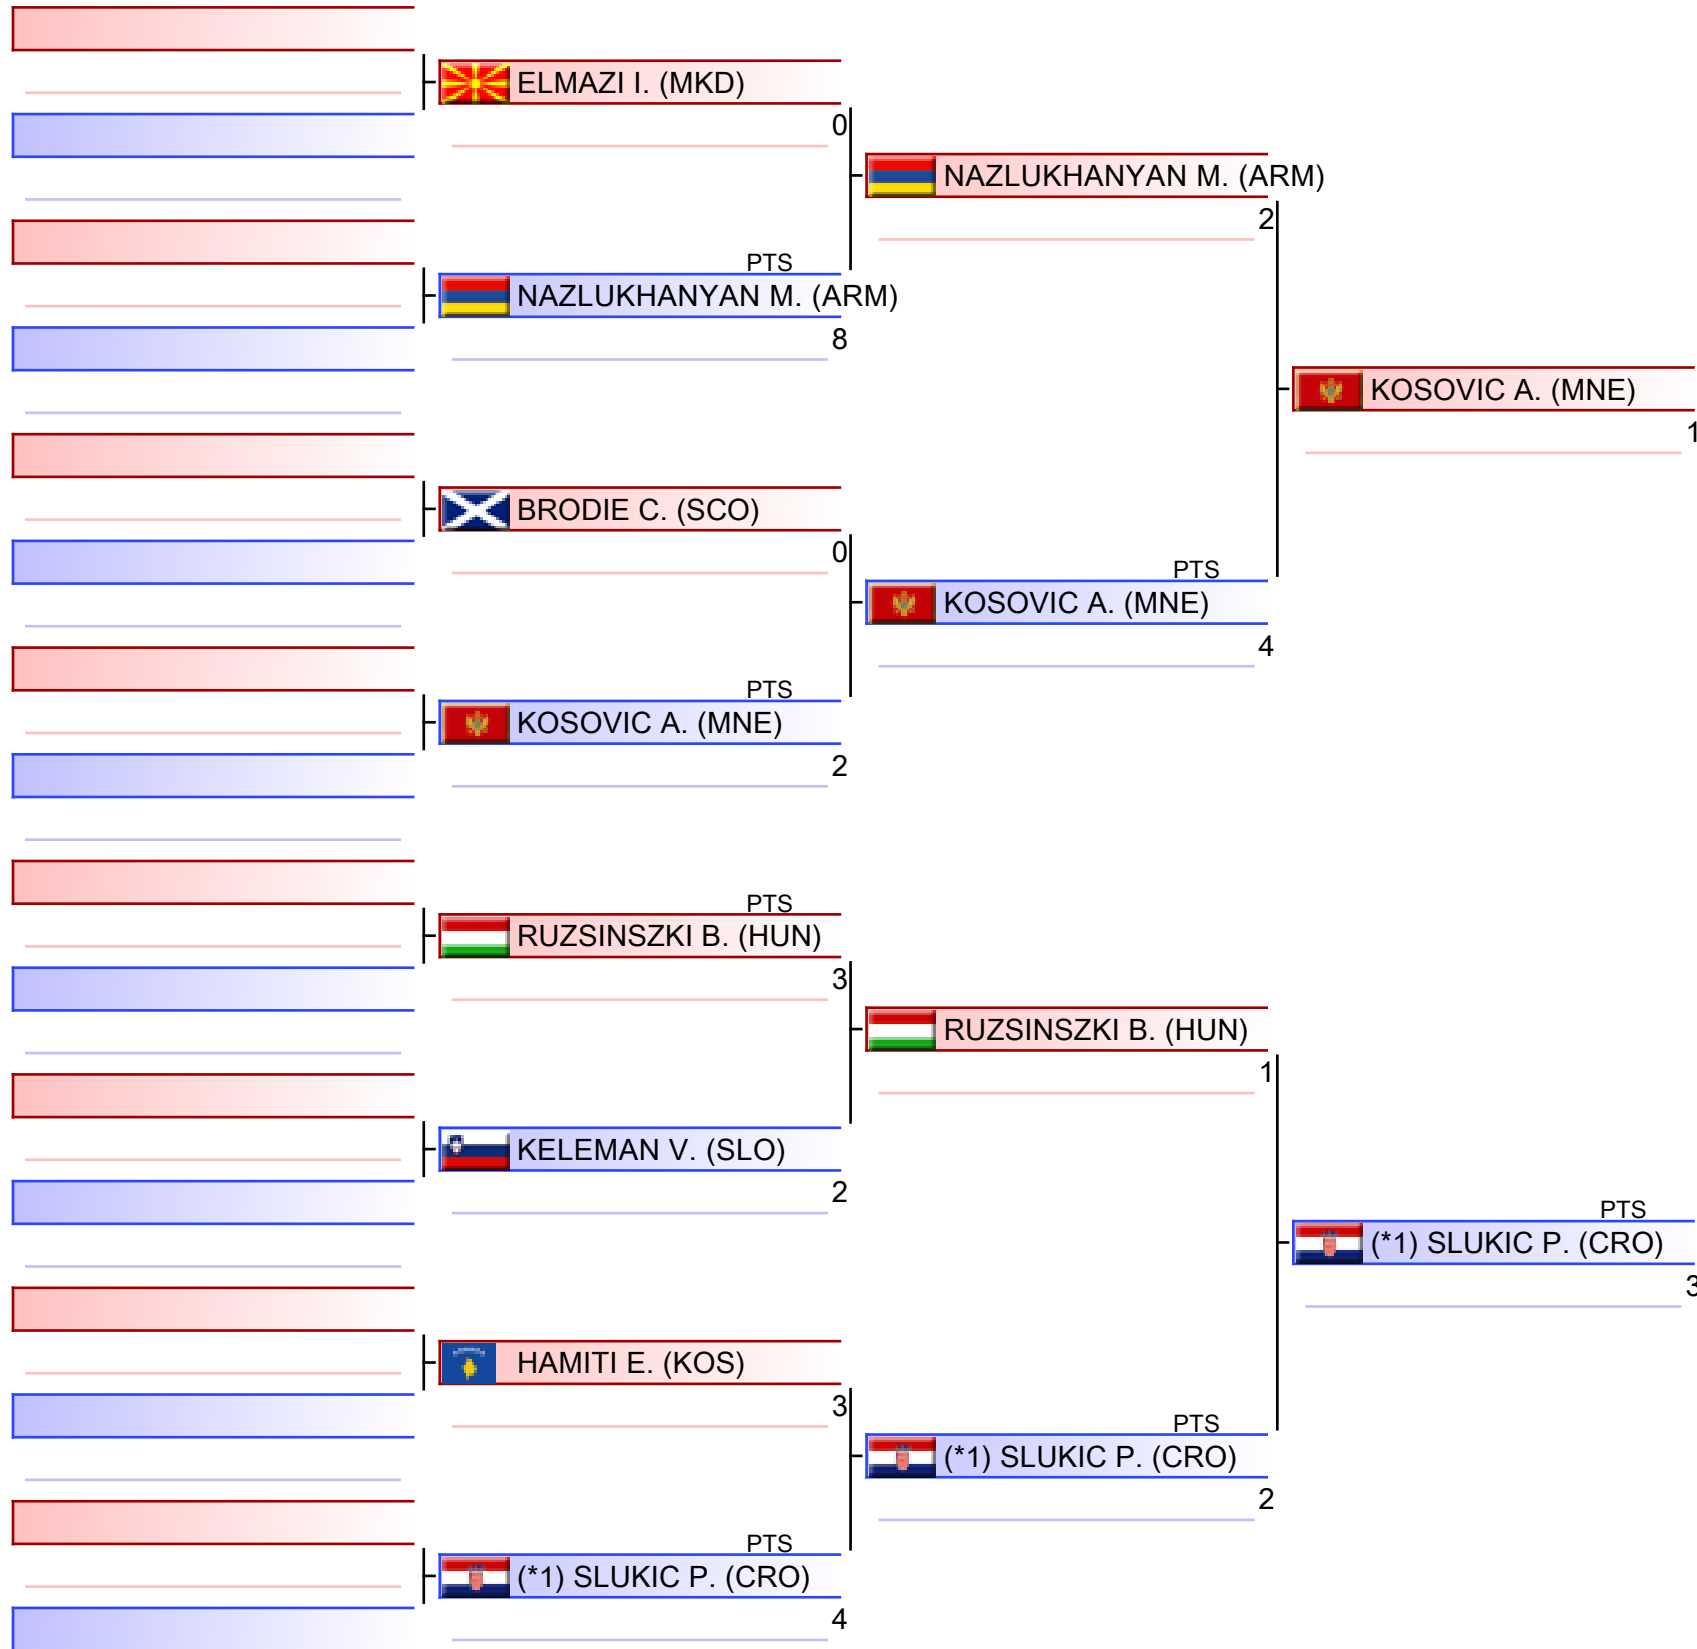 ELMAZI I. (MKD)
0
PTS
NAZLUKHANYAN M. (ARM)
8
BRODIE C. (SCO)
0
PTS
KOSOVIC A. (MNE)
2
PTS
RUZSINSZKI B. (HUN)
3
KELEMAN V. (SLO)
2
HAMITI E. (KOS)
3
PTS
(*1) SLUKIC P. (CRO)
4
NAZLUKHANYAN M. (ARM)
2
PTS
KOSOVIC A. (MNE)
4
RUZSINSZKI B. (HUN)
1
PTS
(*1) SLUKIC P. (CRO)
2
KOSOVIC A. (MNE)
1
PTS
(*1) SLUKIC P. (CRO)
3